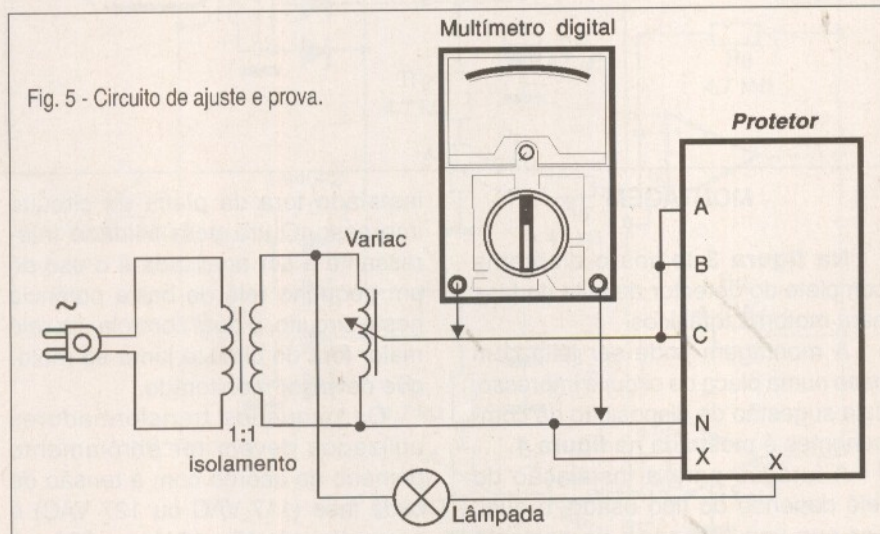 Multímetro digital
Fig. 5 - Circuito de ajuste e prova.
Protetor
A
Variac
B
C
1:1
isolamento
N
X
X
Lâmpada